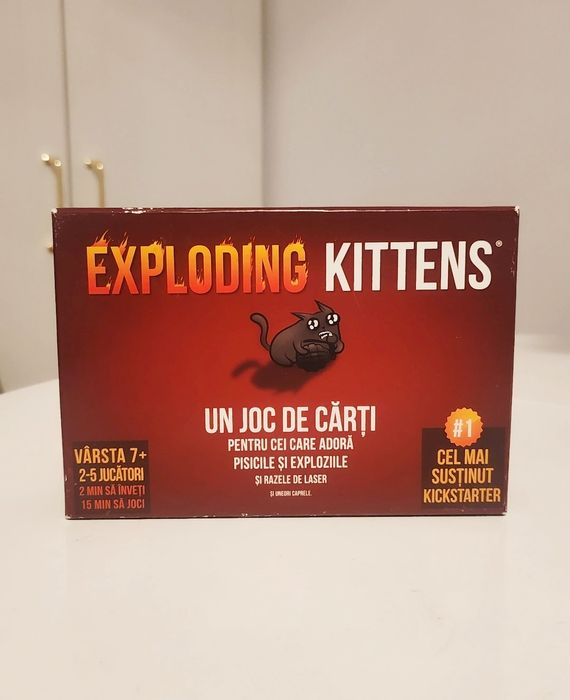 EXPLODING KITTENS®
UN JOC DE CĂRȚI
PENTRU CEI CARE ADORĂ
PISICILE ȘI EXPLOZIILE
ȘI RAZELE DE LASER
ȘI UNEORI CAPRELE.
VÂRSTA 7+
2-5 JUCĂTORI
2 MIN SĂ ÎNVEȚI
15 MIN SĂ JOCI
#1
CEL MAI
SUSȚINUT
KICKSTARTER